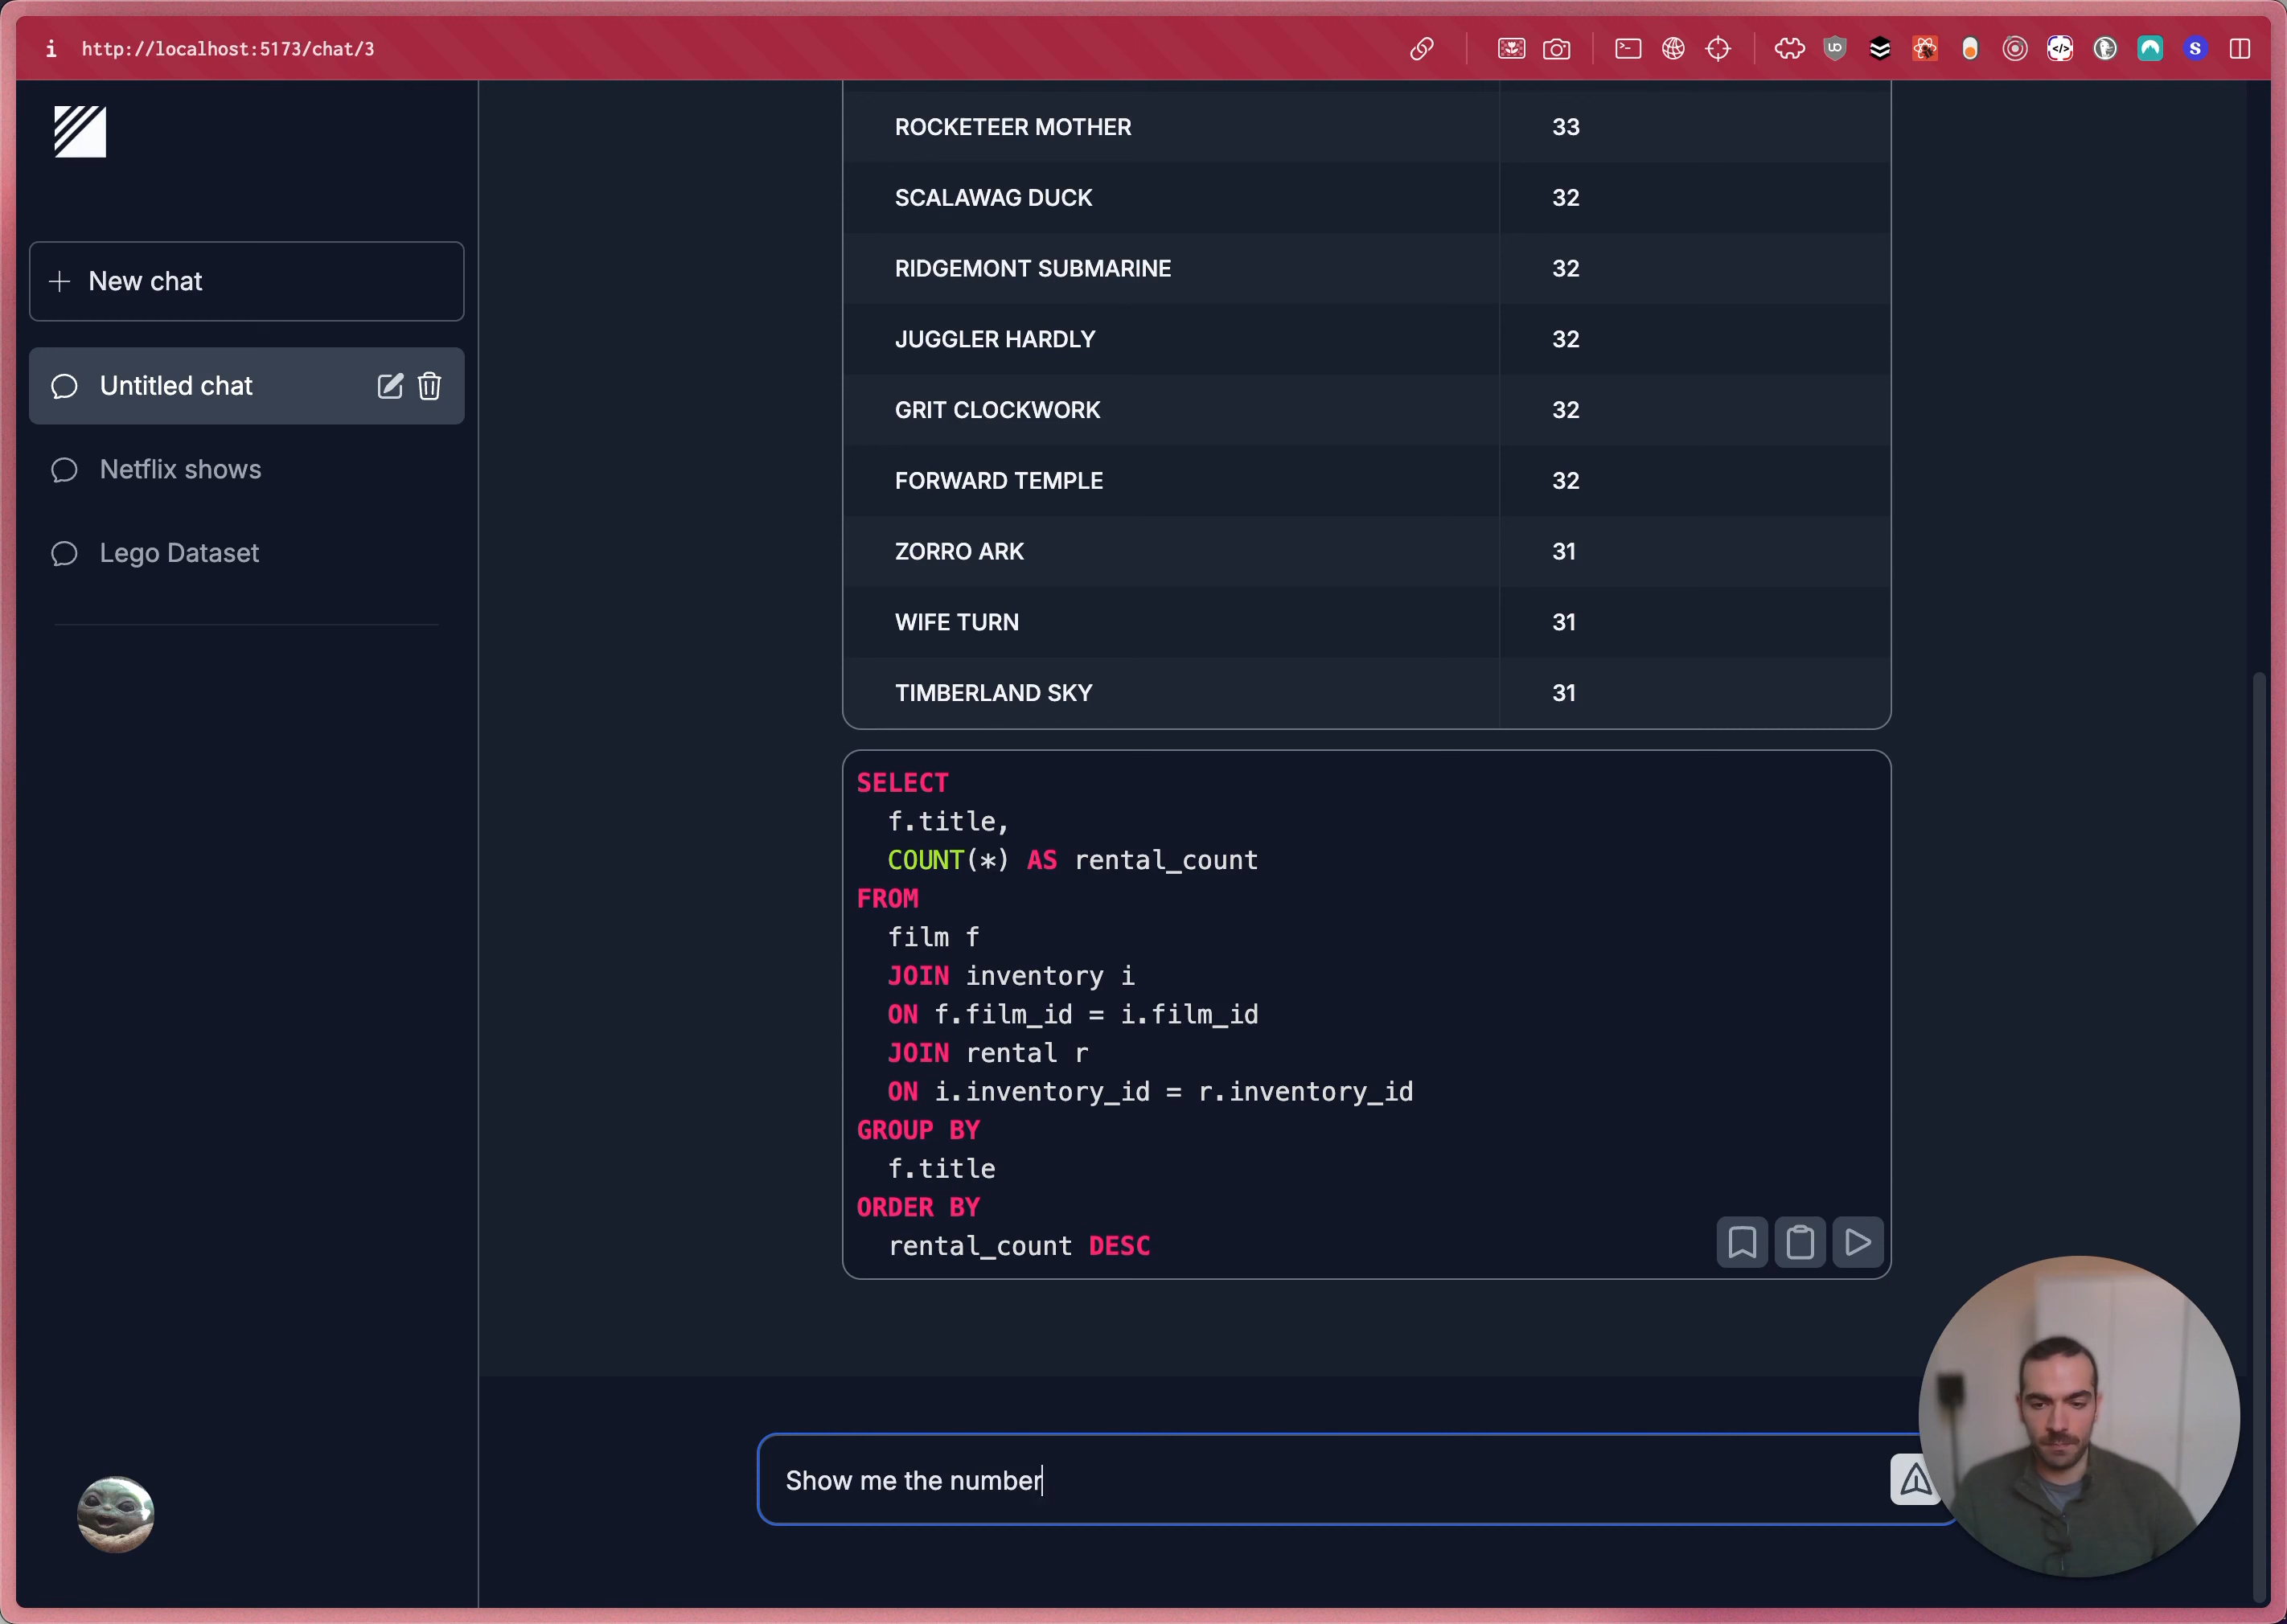 i http://localhost:5173/chat/3
New chat
Untitled chat
Netflix shows
Lego Dataset
ROCKETEER MOTHER 33
SCALAWAG DUCK 32
RIDGEMONT SUBMARINE 32
JUGGLER HARDLY 32
GRIT CLOCKWORK 32
FORWARD TEMPLE 32
ZORRO ARK 31
WIFE TURN 31
TIMBERLAND SKY 31
SELECT
f.title,
COUNT(*) AS rental_count
FROM
film f
JOIN inventory i
ON f.film_id = i.film_id
JOIN rental r
ON i.inventory_id = r.inventory_id
GROUP BY
f.title
ORDER BY
rental_count DESC
Show me the number